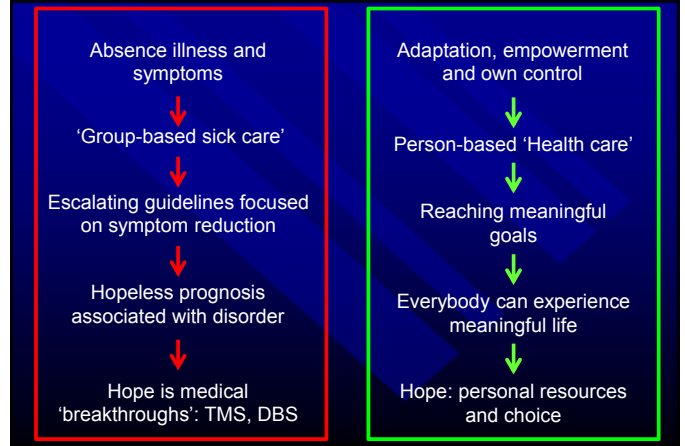 Absence illness and
symptoms
‘Group-based sick care’
Escalating guidelines focused
on symptom reduction
Hopeless prognosis
associated with disorder
Hope is medical
‘breakthroughs’: TMS, DBS
Adaptation, empowerment
and own control
Person-based ‘Health care’
Reaching meaningful
goals
Everybody can experience
meaningful life
Hope: personal resources
and choice